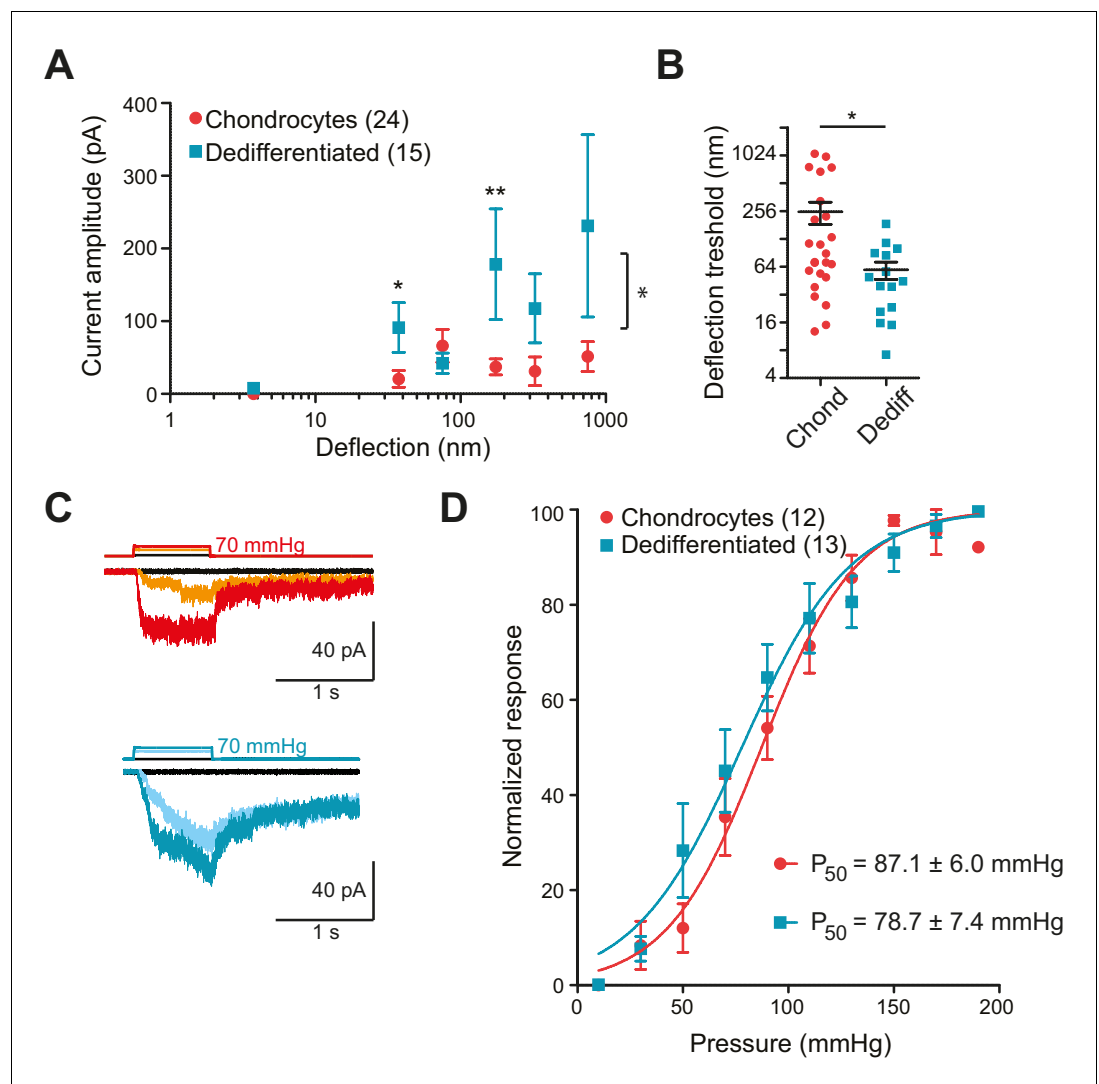 A
Current amplitude (pA)
400
300
200
100
0
Chondrocytes (24)
Dedifferentiated (15)
*
**
*
1
10
100
1000
Deflection (nm)
B
Deflection treshold (nm)
1024
256
64
16
4
*
Chond
Dediff
C
70 mmHg
40 pA
1 s
70 mmHg
40 pA
1 s
D
Normalized response
100
80
60
40
20
0
Chondrocytes (12)
Dedifferentiated (13)
P50 = 87.1 ± 6.0 mmHg
P50 = 78.7 ± 7.4 mmHg
0
50
100
150
200
Pressure (mmHg)